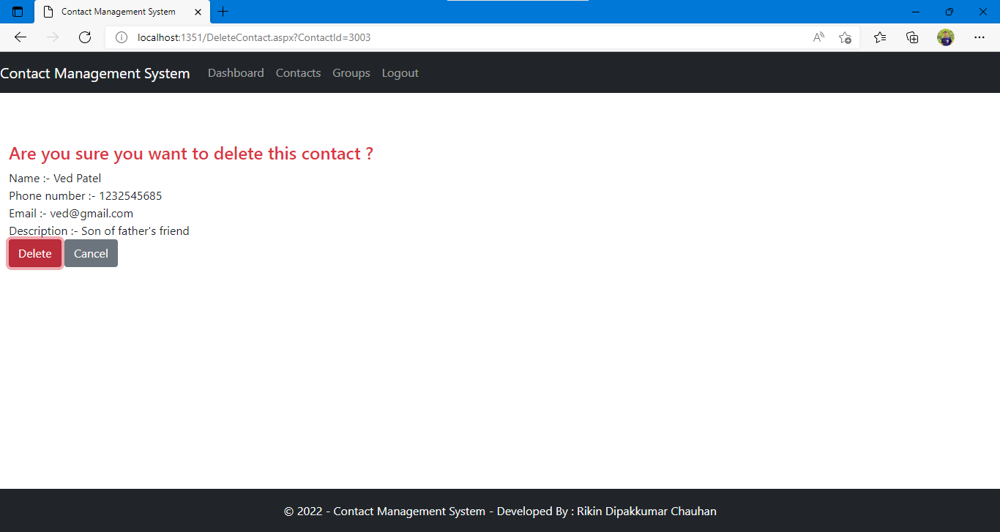 Contact Management System
localhost:1351/DeleteContact.aspx?ContactId=3003
Contact Management System Dashboard Contacts Groups Logout
Are you sure you want to delete this contact ?
Name :- Ved Patel
Phone number :- 1232545685
Email :- ved@gmail.com
Description :- Son of father's friend
Delete Cancel
© 2022 - Contact Management System - Developed By : Rikin Dipakkumar Chauhan